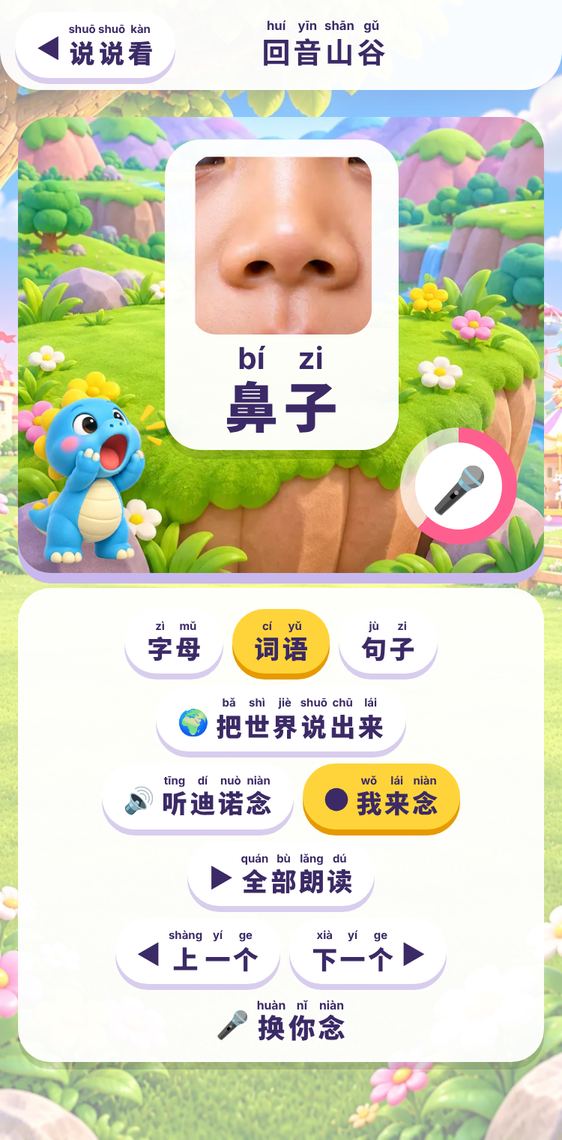 shuō shuō kàn
说说看
huí yīn shān gǔ
回音山谷
bí zi
鼻子
zì mǔ
字母
cí yǔ
词语
jù zi
句子
bǎ shì jiè shuō chū lái
把世界说出来
tīng dí nuò niàn
听迪诺念
wǒ lái niàn
我来念
quán bù lǎng dú
全部朗读
shàng yí ge
上一个
xià yí ge
下一个
huàn nǐ niàn
换你念